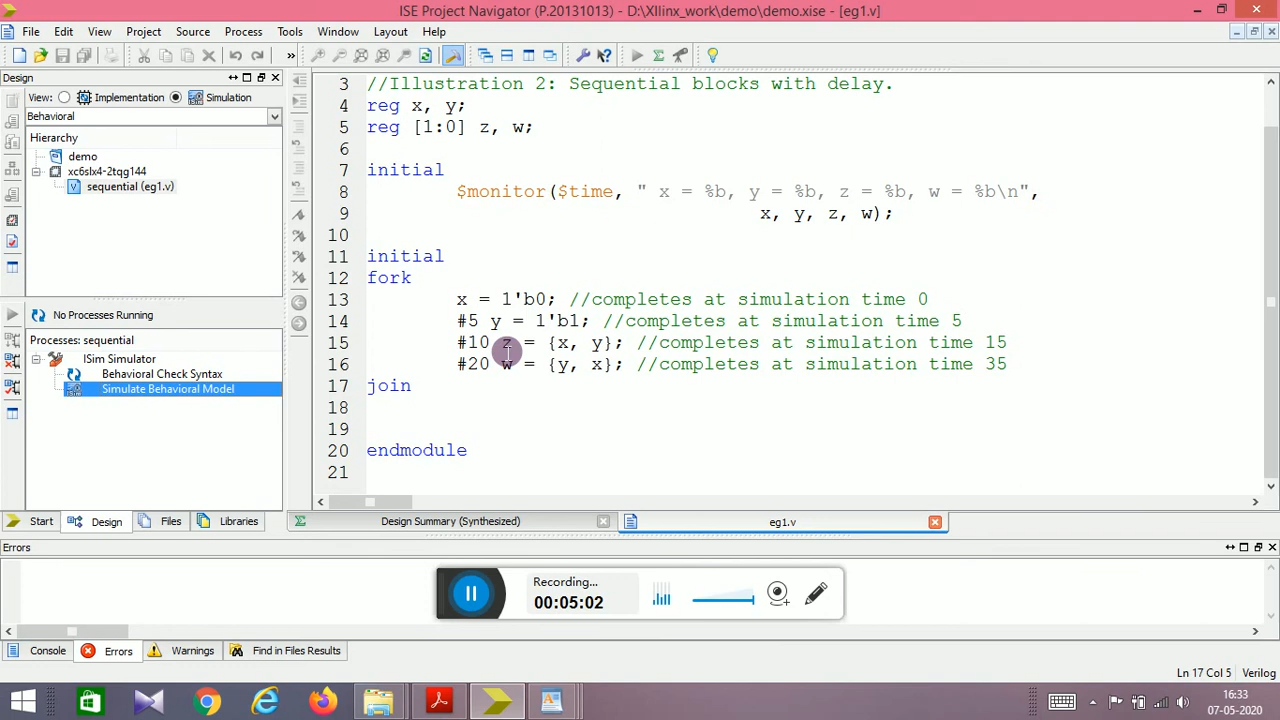 ISE Project Navigator (P.20131013) - D:\XIlinx_work\demo\demo.xise - [eg1.v]
File Edit View Project Source Process Tools Window Layout Help
»
Design
View: Implementation Simulation
Behavioral
Hierarchy
demo
xc6slx4-2tqg144
sequential (eg1.v)
No Processes Running
Processes: sequential
ISim Simulator
Behavioral Check Syntax
Simulate Behavioral Model
Start Design Files Libraries
3 //Illustration 2: Sequential blocks with delay.
4 reg x, y;
5 reg [1:0] z, w;
6
7 initial
8 $monitor($time, " x = %b, y = %b, z = %b, w = %b\n",
9 x, y, z, w);
10
11 initial
12 fork
13 x = 1'b0; //completes at simulation time 0
14 #5 y = 1'b1; //completes at simulation time 5
15 #10 z = {x, y}; //completes at simulation time 15
16 #20 w = {y, x}; //completes at simulation time 35
17 join
18
19
20 endmodule
21
Design Summary (Synthesized) eg1.v
Errors
Recording...
00:05:02
Console Errors Warnings Find in Files Results
Ln 17 Col 5 Verilog
16:33
07-05-2020